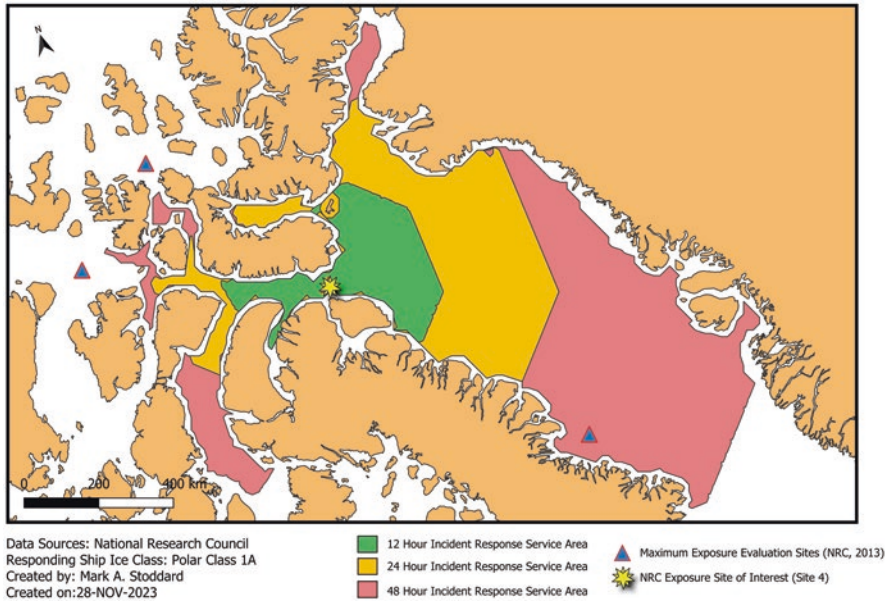 N
0 200 400 km
Data Sources: National Research Council
Responding Ship Ice Class: Polar Class 1A
Created by: Mark A. Stoddard
Created on:28-NOV-2023
12 Hour Incident Response Service Area
24 Hour Incident Response Service Area
48 Hour Incident Response Service Area
Maximum Exposure Evaluation Sites (NRC, 2013)
NRC Exposure Site of Interest (Site 4)